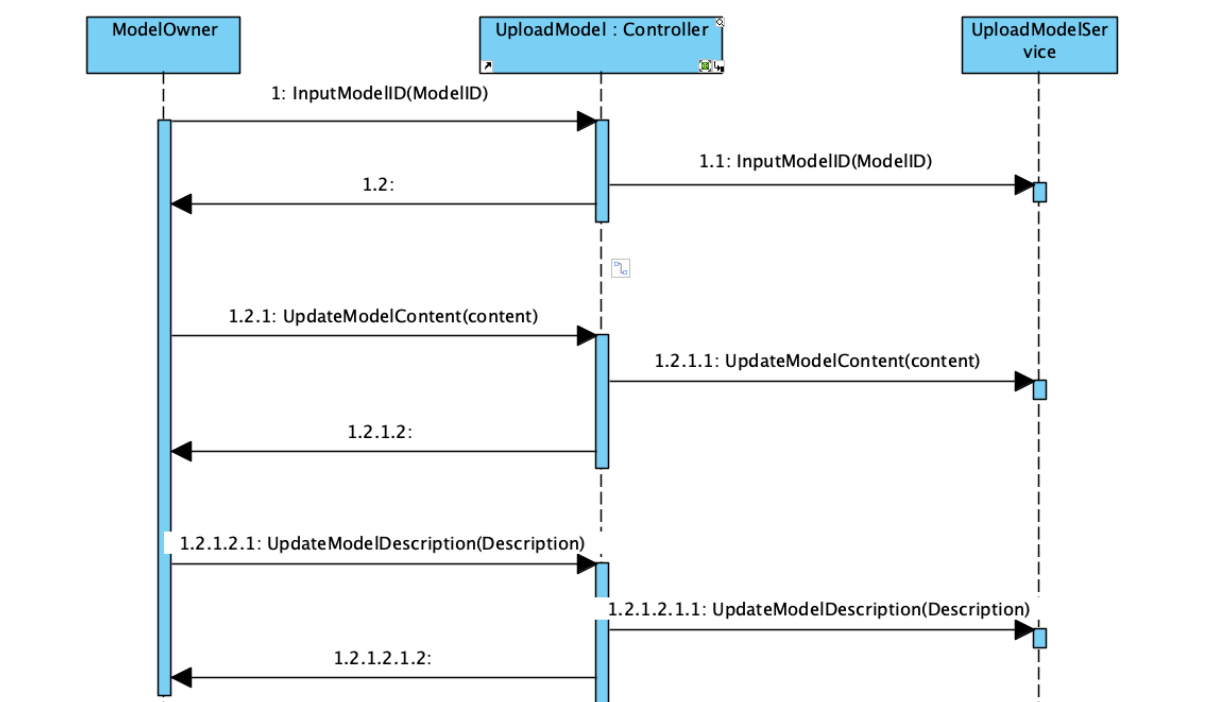 ModelOwner
UploadModel : Controller
UploadModelSer
vice
1: InputModelID(ModelID)
1.1: InputModelID(ModelID)
1.2:
1.2.1: UpdateModelContent(content)
1.2.1.1: UpdateModelContent(content)
1.2.1.2:
1.2.1.2.1: UpdateModelDescription(Description)
1.2.1.2.1.1: UpdateModelDescription(Description)
1.2.1.2.1.2: